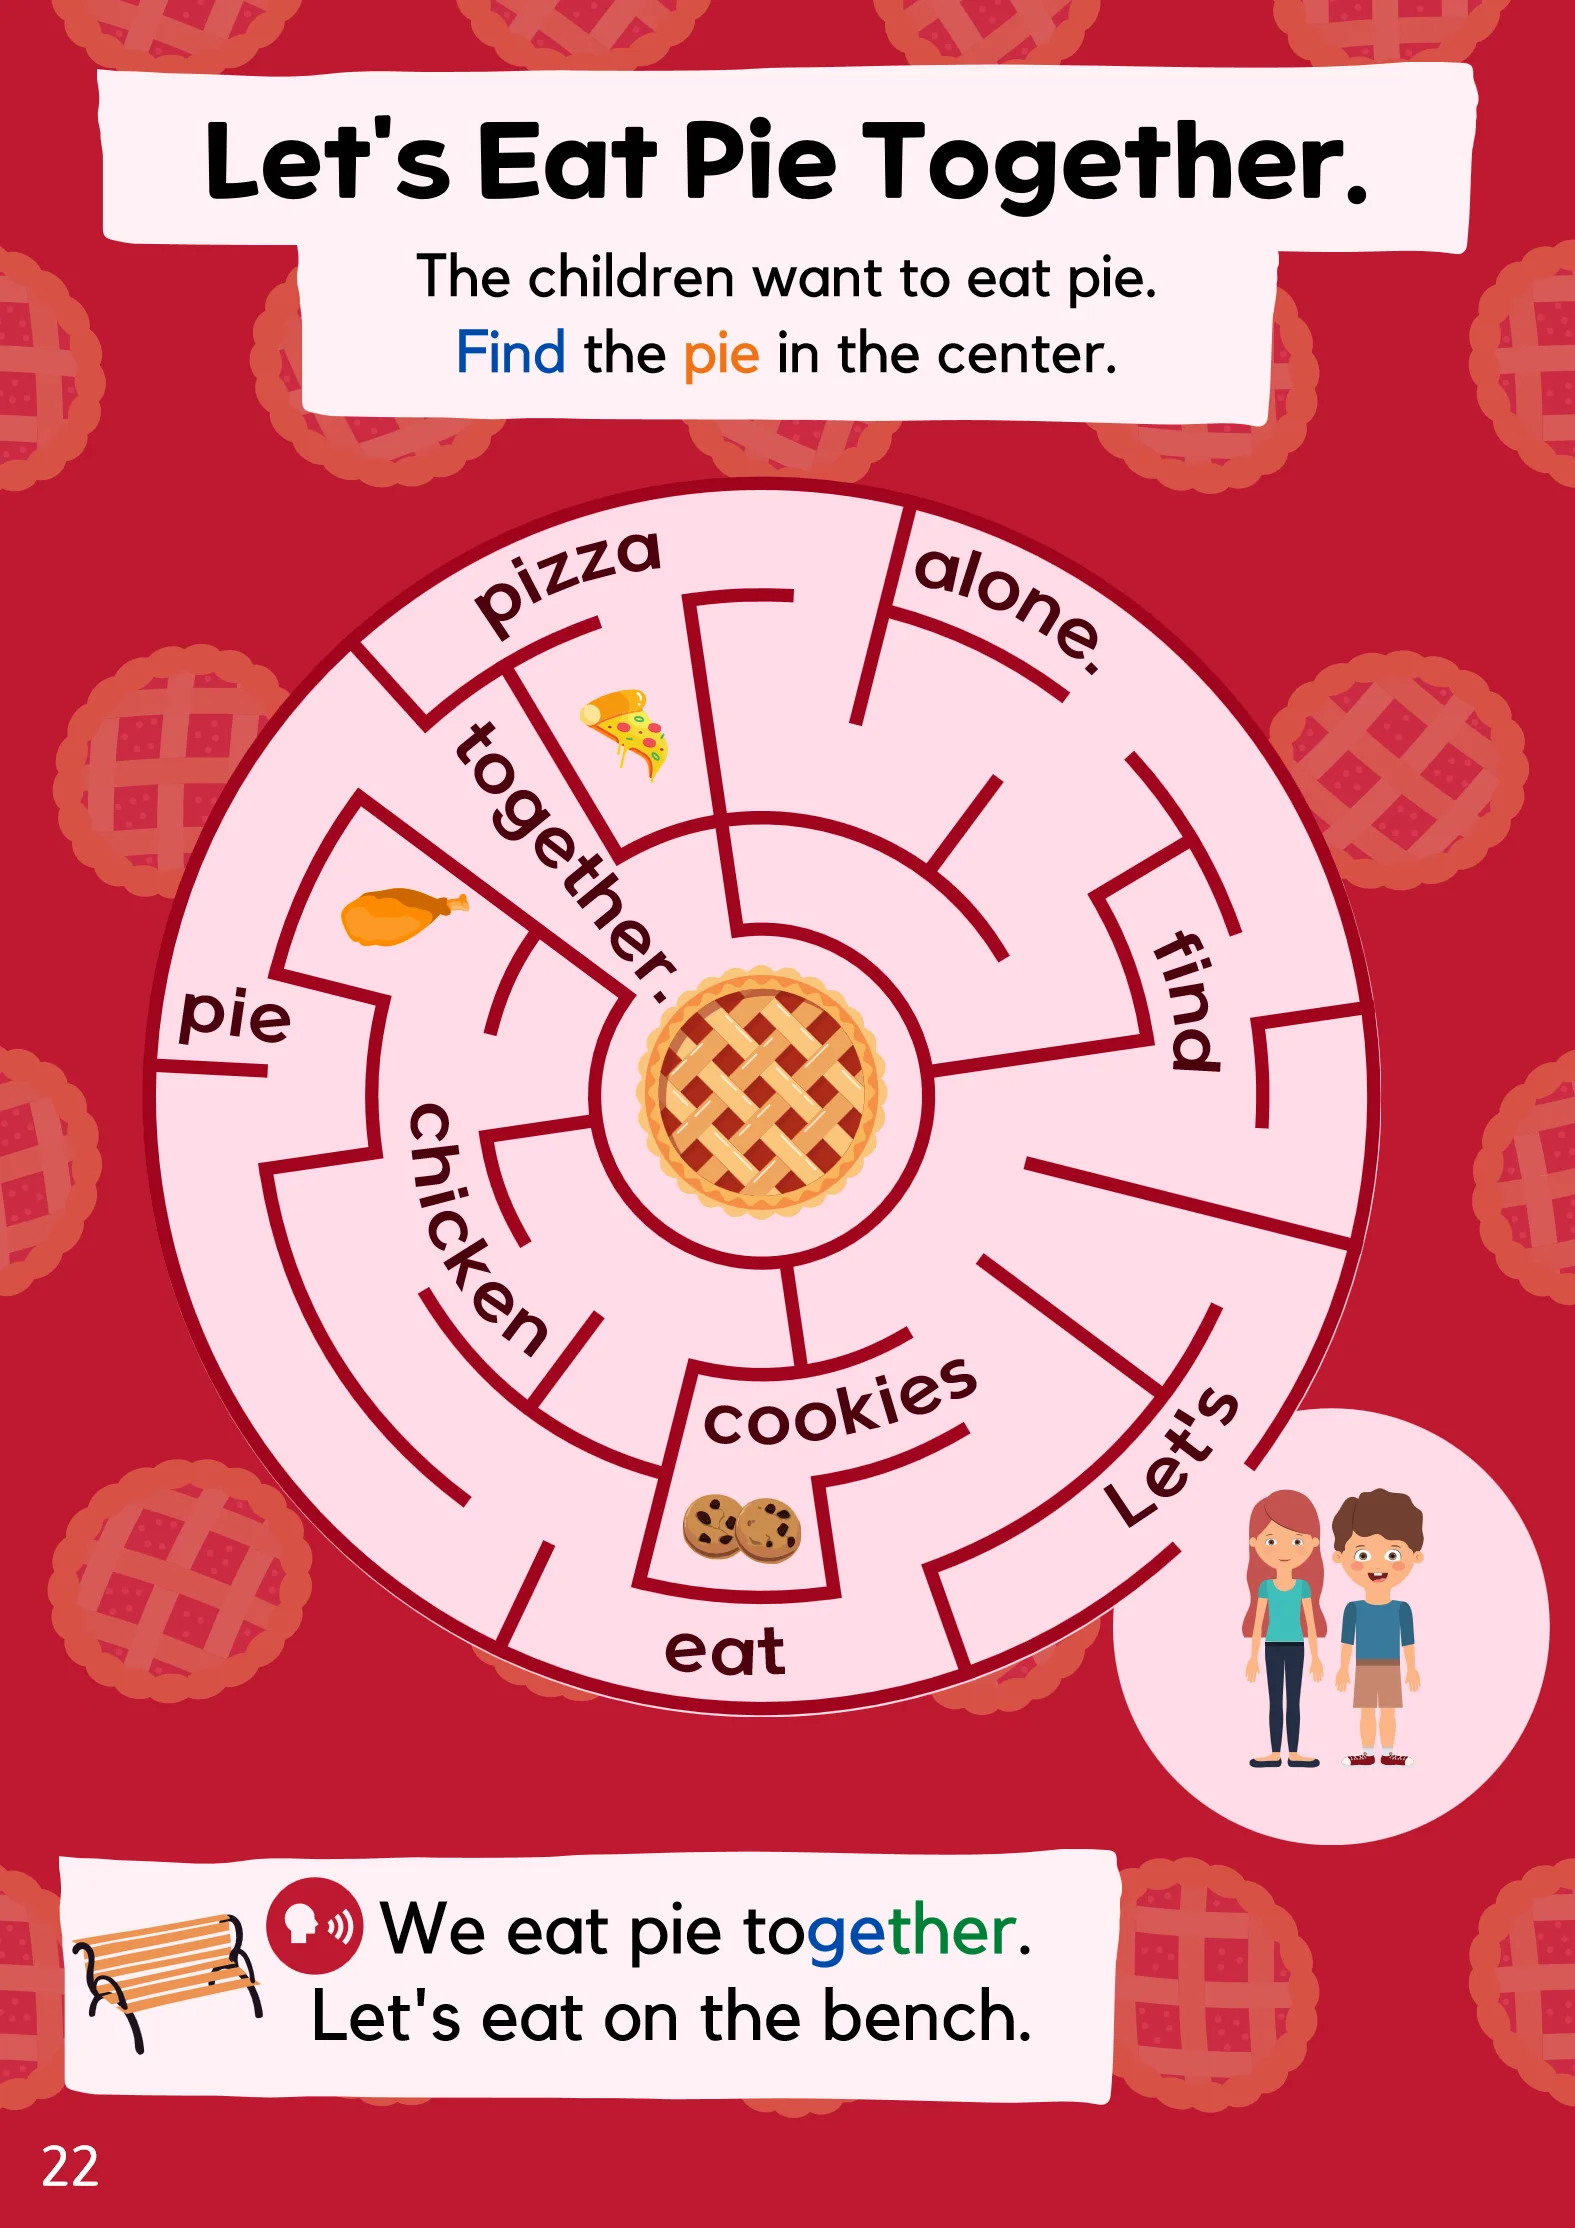 Let's Eat Pie Together.
The children want to eat pie.
Find the pie in the center.
pizza
alone.
together.
find
pie
chicken
cookies
Let's
eat
We eat pie together.
Let's eat on the bench.
22